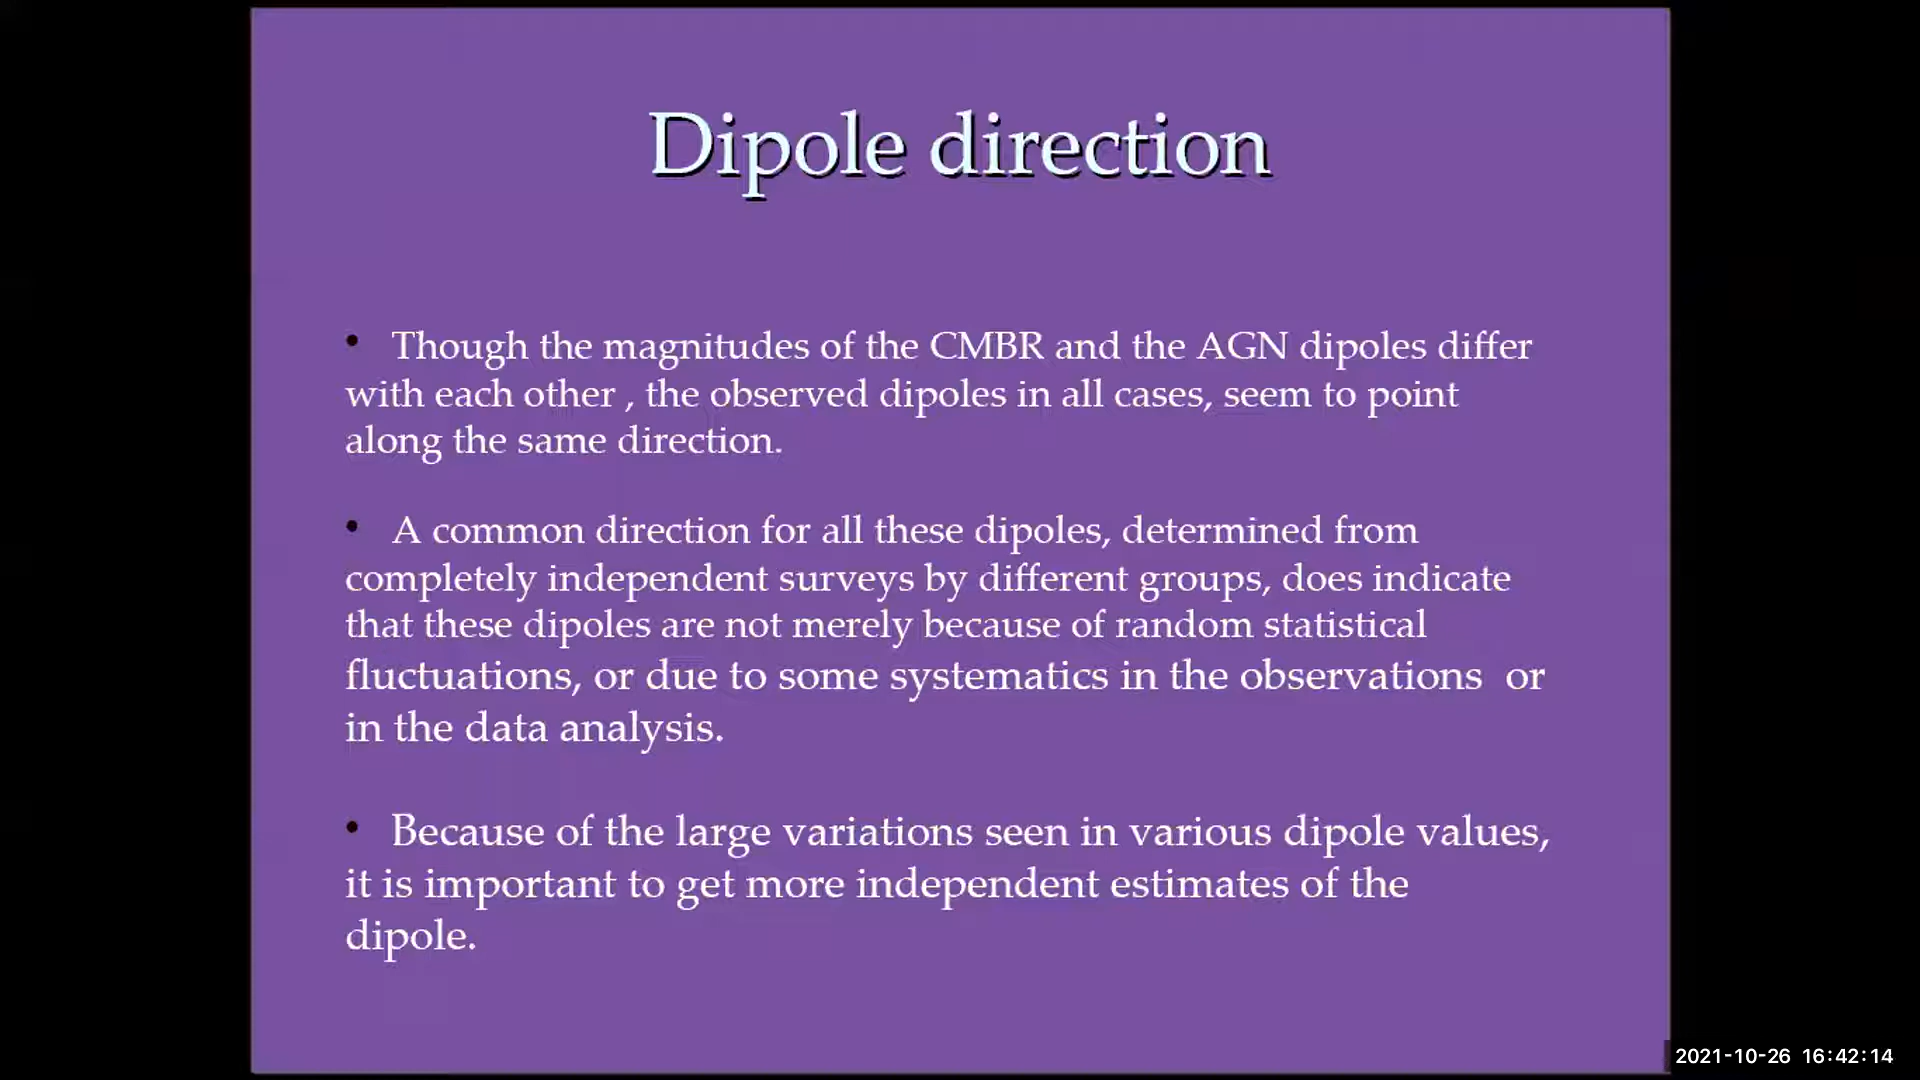 Dipole direction
• Though the magnitudes of the CMBR and the AGN dipoles differ
with each other , the observed dipoles in all cases, seem to point
along the same direction.
• A common direction for all these dipoles, determined from
completely independent surveys by different groups, does indicate
that these dipoles are not merely because of random statistical
fluctuations, or due to some systematics in the observations  or
in the data analysis.
• Because of the large variations seen in various dipole values,
it is important to get more independent estimates of the
dipole.
2021-10-26 16:42:14